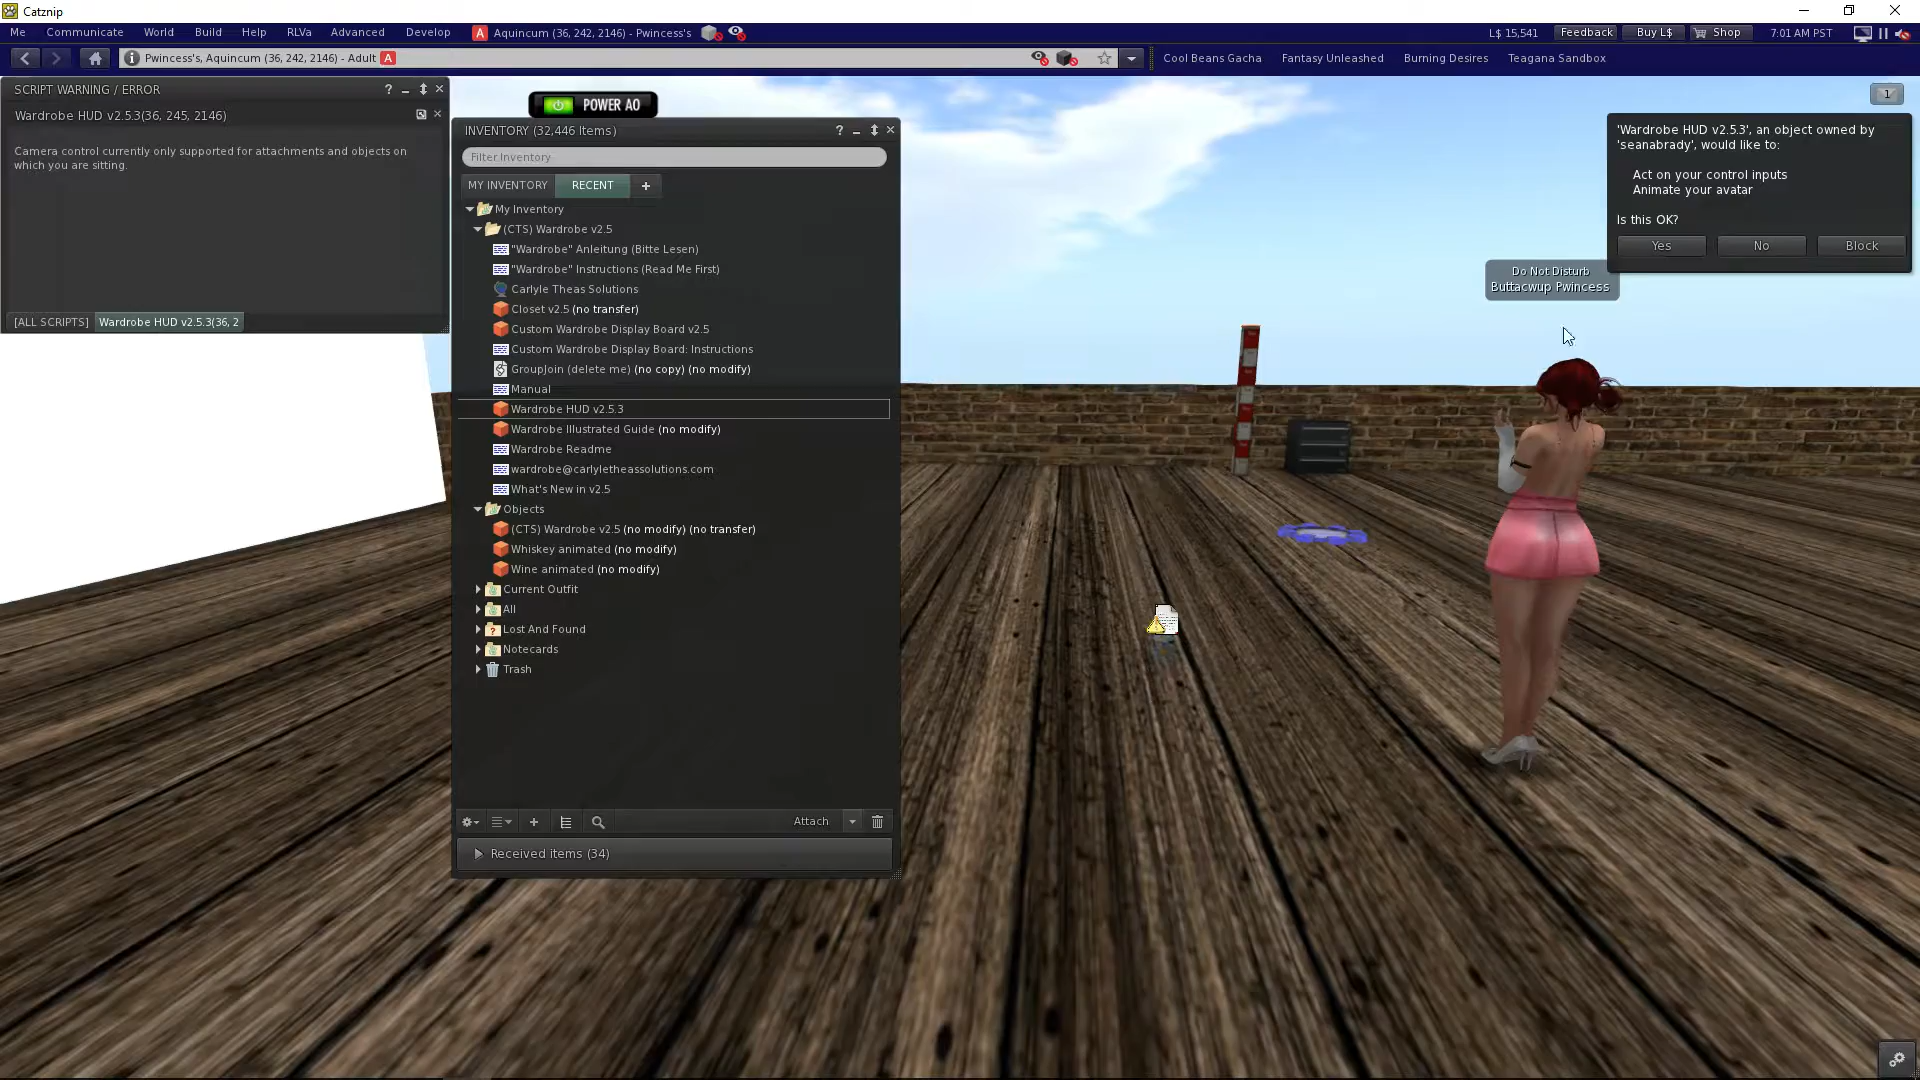 Catznip
Me Communicate World Build Help RLVa Advanced Develop A Aquincum (36, 242, 2146) - Pwincess's L$ 15,541 Feedback Buy L$ Shop 7:01 AM PST
Pwincess's, Aquincum (36, 242, 2146) - Adult A Cool Beans Gacha Fantasy Unleashed Burning Desires Teagana Sandbox
SCRIPT WARNING / ERROR ?
Wardrobe HUD v2.5.3(36, 245, 2146)
Camera control currently only supported for attachments and objects on
which you are sitting.
[ALL SCRIPTS] Wardrobe HUD v2.5.3(36, 2
POWER AO
INVENTORY (32,446 Items) ?
Filter Inventory
MY INVENTORY RECENT +
My Inventory
(CTS) Wardrobe v2.5
"Wardrobe" Anleitung (Bitte Lesen)
"Wardrobe" Instructions (Read Me First)
Carlyle Theas Solutions
Closet v2.5 (no transfer)
Custom Wardrobe Display Board v2.5
Custom Wardrobe Display Board: Instructions
GroupJoin (delete me) (no copy) (no modify)
Manual
Wardrobe HUD v2.5.3
Wardrobe Illustrated Guide (no modify)
Wardrobe Readme
wardrobe@carlyletheassolutions.com
What's New in v2.5
Objects
(CTS) Wardrobe v2.5 (no modify) (no transfer)
Whiskey animated (no modify)
Wine animated (no modify)
Current Outfit
All
Lost And Found
Notecards
Trash
Attach
Received items (34)
1
'Wardrobe HUD v2.5.3', an object owned by
'seanabrady', would like to:
Act on your control inputs
Animate your avatar
Is this OK?
Yes No Block
Do Not Disturb
Buttacwup Pwincess